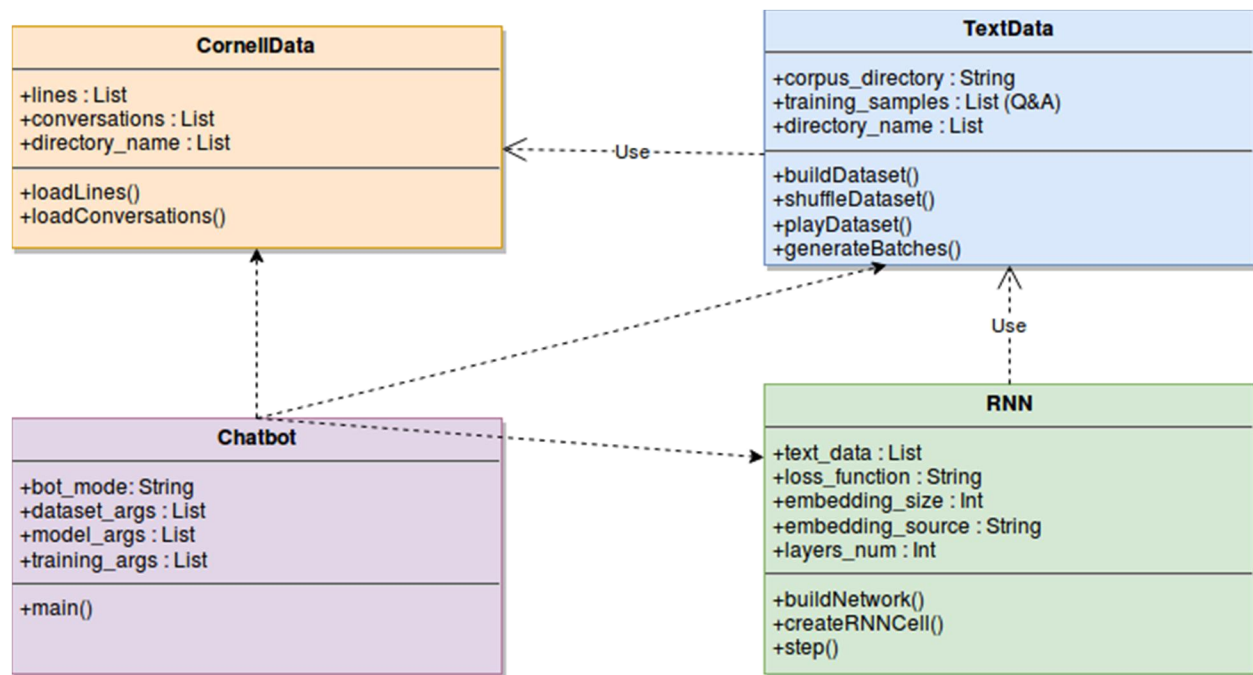 CornellData
+lines : List
+conversations : List
+directory_name : List
+loadLines()
+loadConversations()
Use
TextData
+corpus_directory : String
+training_samples : List (Q&A)
+directory_name : List
+buildDataset()
+shuffleDataset()
+playDataset()
+generateBatches()
Use
Chatbot
+bot_mode: String
+dataset_args : List
+model_args : List
+training_args : List
+main()
RNN
+text_data : List
+loss_function : String
+embedding_size : Int
+embedding_source : String
+layers_num : Int
+buildNetwork()
+createRNNCell()
+step()